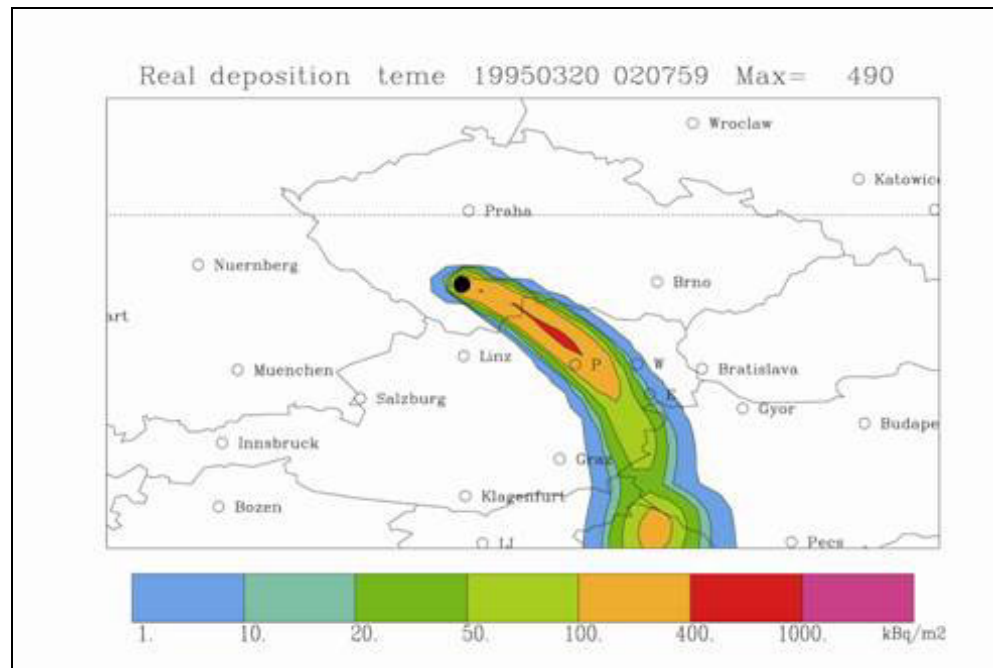 Real deposition teme 19950320 020759 Max= 490
Wroclaw
Katowic
Praha
Nuernberg
Brno
art
Linz
P
W
Muenchen
Bratislava
E
Salzburg
Gyor
Budape
Innsbruck
Graz
Klagenfurt
Bozen
LJ
Pecs
1. 10. 20. 50. 100. 400. 1000. kBq/m2